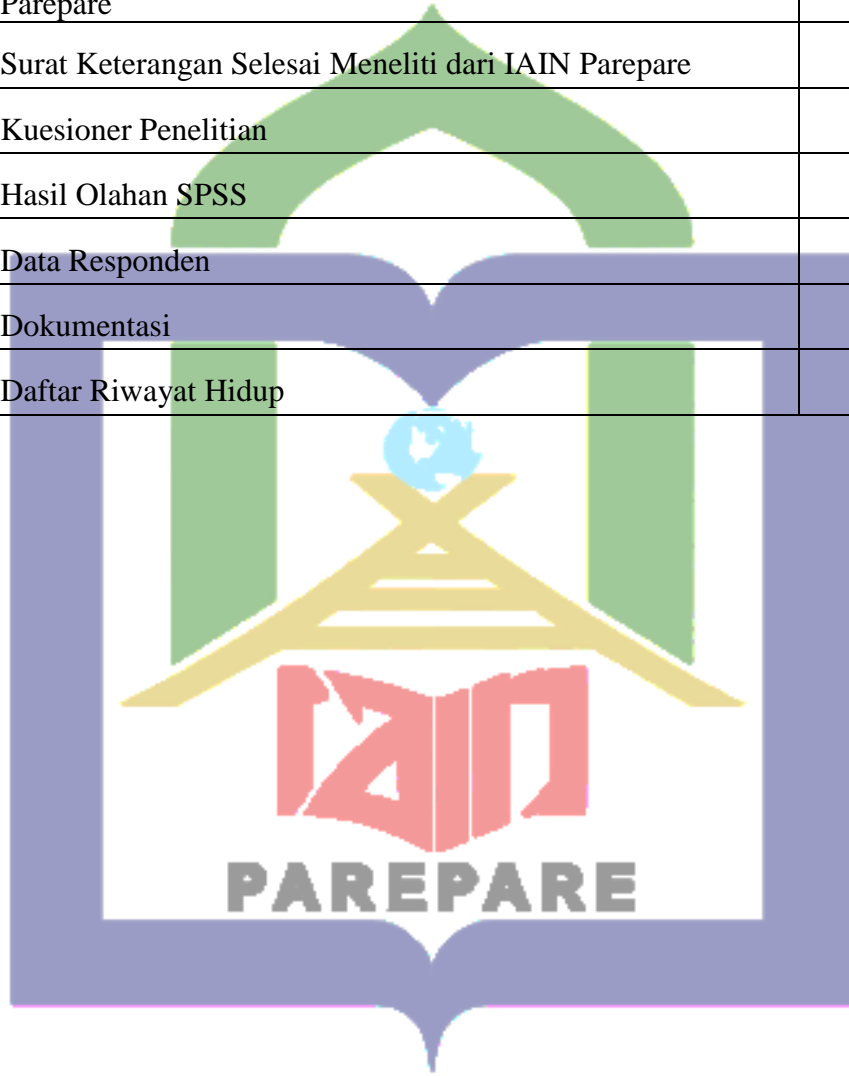 Parepare
Surat Keterangan Selesai Meneliti dari IAIN Parepare
Kuesioner Penelitian
Hasil Olahan SPSS
Data Responden
Dokumentasi
Daftar Riwayat Hidup
IAIN
PAREPARE